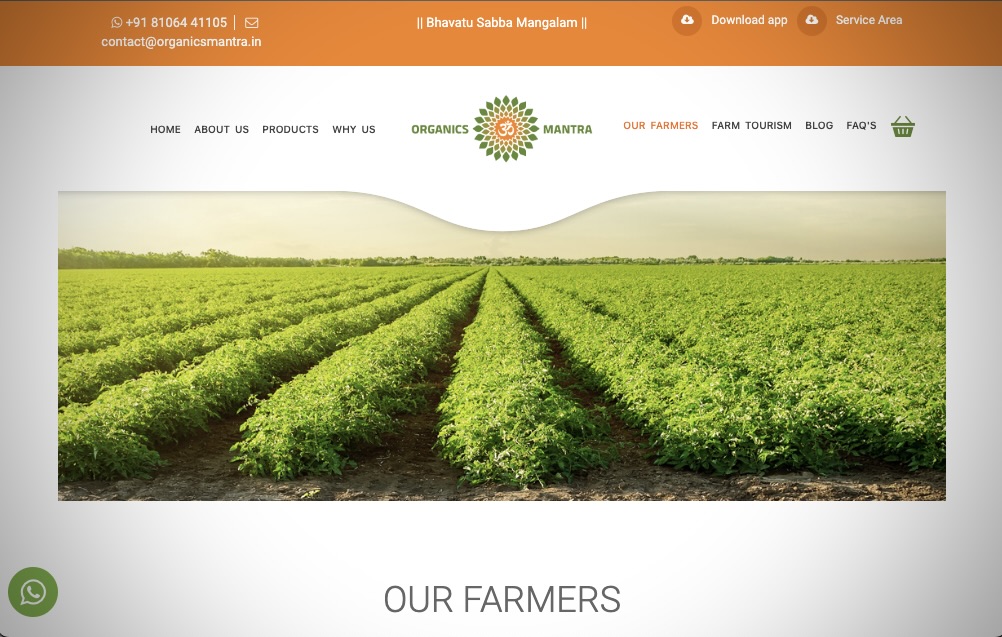 +91 81064 41105
contact@organicsmantra.in
|| Bhavatu Sabba Mangalam ||
Download app
Service Area
HOME ABOUT US PRODUCTS WHY US
ORGANICS ॐ MANTRA
OUR FARMERS FARM TOURISM BLOG FAQ'S
OUR FARMERS